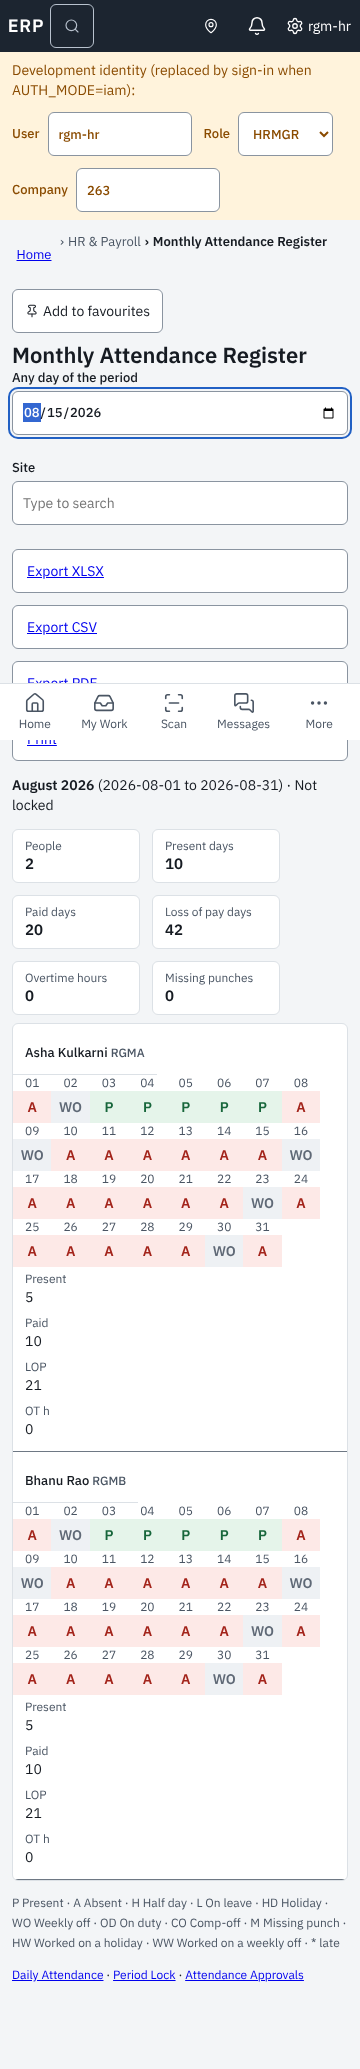 ERP
rgm-hr
Development identity (replaced by sign-in when
AUTH_MODE=iam):
User rgm-hr Role HRMGR
Company 263
Home › HR & Payroll › Monthly Attendance Register
Add to favourites
Monthly Attendance Register
Any day of the period
08/15/2026
Site
Type to search
Export XLSX
Export CSV
Export PDF
Home My Work Scan Messages More
Print
August 2026 (2026-08-01 to 2026-08-31) · Not
locked
People Present days
2 10
Paid days Loss of pay days
20 42
Overtime hours Missing punches
0 0
Asha Kulkarni RGMA
01 02 03 04 05 06 07 08
A WO P P P P P A
09 10 11 12 13 14 15 16
WO A A A A A A WO
17 18 19 20 21 22 23 24
A A A A A A WO A
25 26 27 28 29 30 31
A A A A A WO A
Present
5
Paid
10
LOP
21
OT h
0
Bhanu Rao RGMB
01 02 03 04 05 06 07 08
A WO P P P P P A
09 10 11 12 13 14 15 16
WO A A A A A A WO
17 18 19 20 21 22 23 24
A A A A A A WO A
25 26 27 28 29 30 31
A A A A A WO A
Present
5
Paid
10
LOP
21
OT h
0
P Present · A Absent · H Half day · L On leave · HD Holiday ·
WO Weekly off · OD On duty · CO Comp-off · M Missing punch ·
HW Worked on a holiday · WW Worked on a weekly off · * late
Daily Attendance · Period Lock · Attendance Approvals